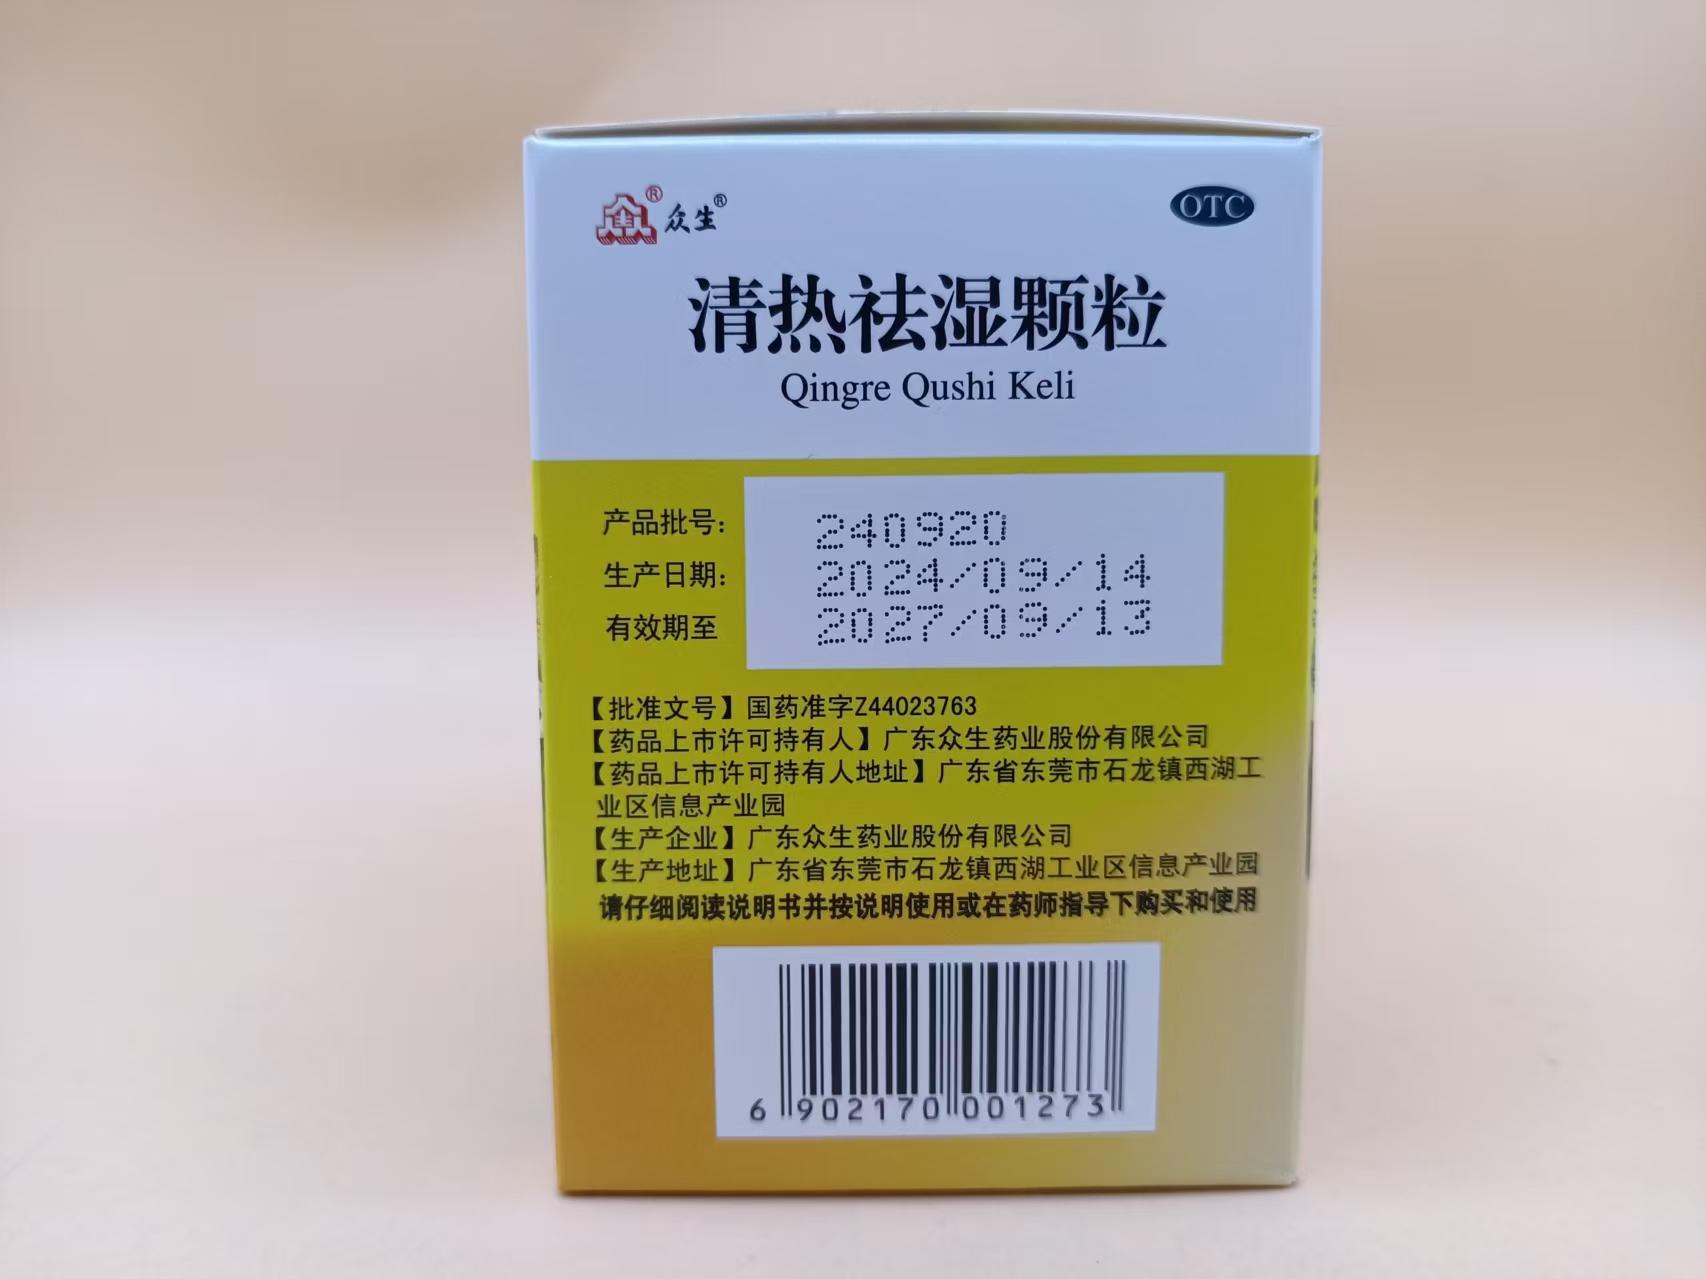 众生®
OTC
清热祛湿颗粒
Qingre Qushi Keli
产品批号: 240920
生产日期: 2024/09/14
有效期至 2027/09/13
【批准文号】国药准字Z44023763
【药品上市许可持有人】广东众生药业股份有限公司
【药品上市许可持有人地址】广东省东莞市石龙镇西湖工
业区信息产业园
【生产企业】广东众生药业股份有限公司
【生产地址】广东省东莞市石龙镇西湖工业区信息产业园
请仔细阅读说明书并按说明使用或在药师指导下购买和使用
6 902170 001273